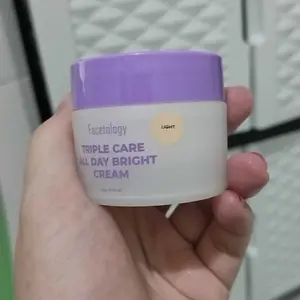 Facetology
LIGHT
TRIPLE CARE
ALL DAY BRIGHT
CREAM